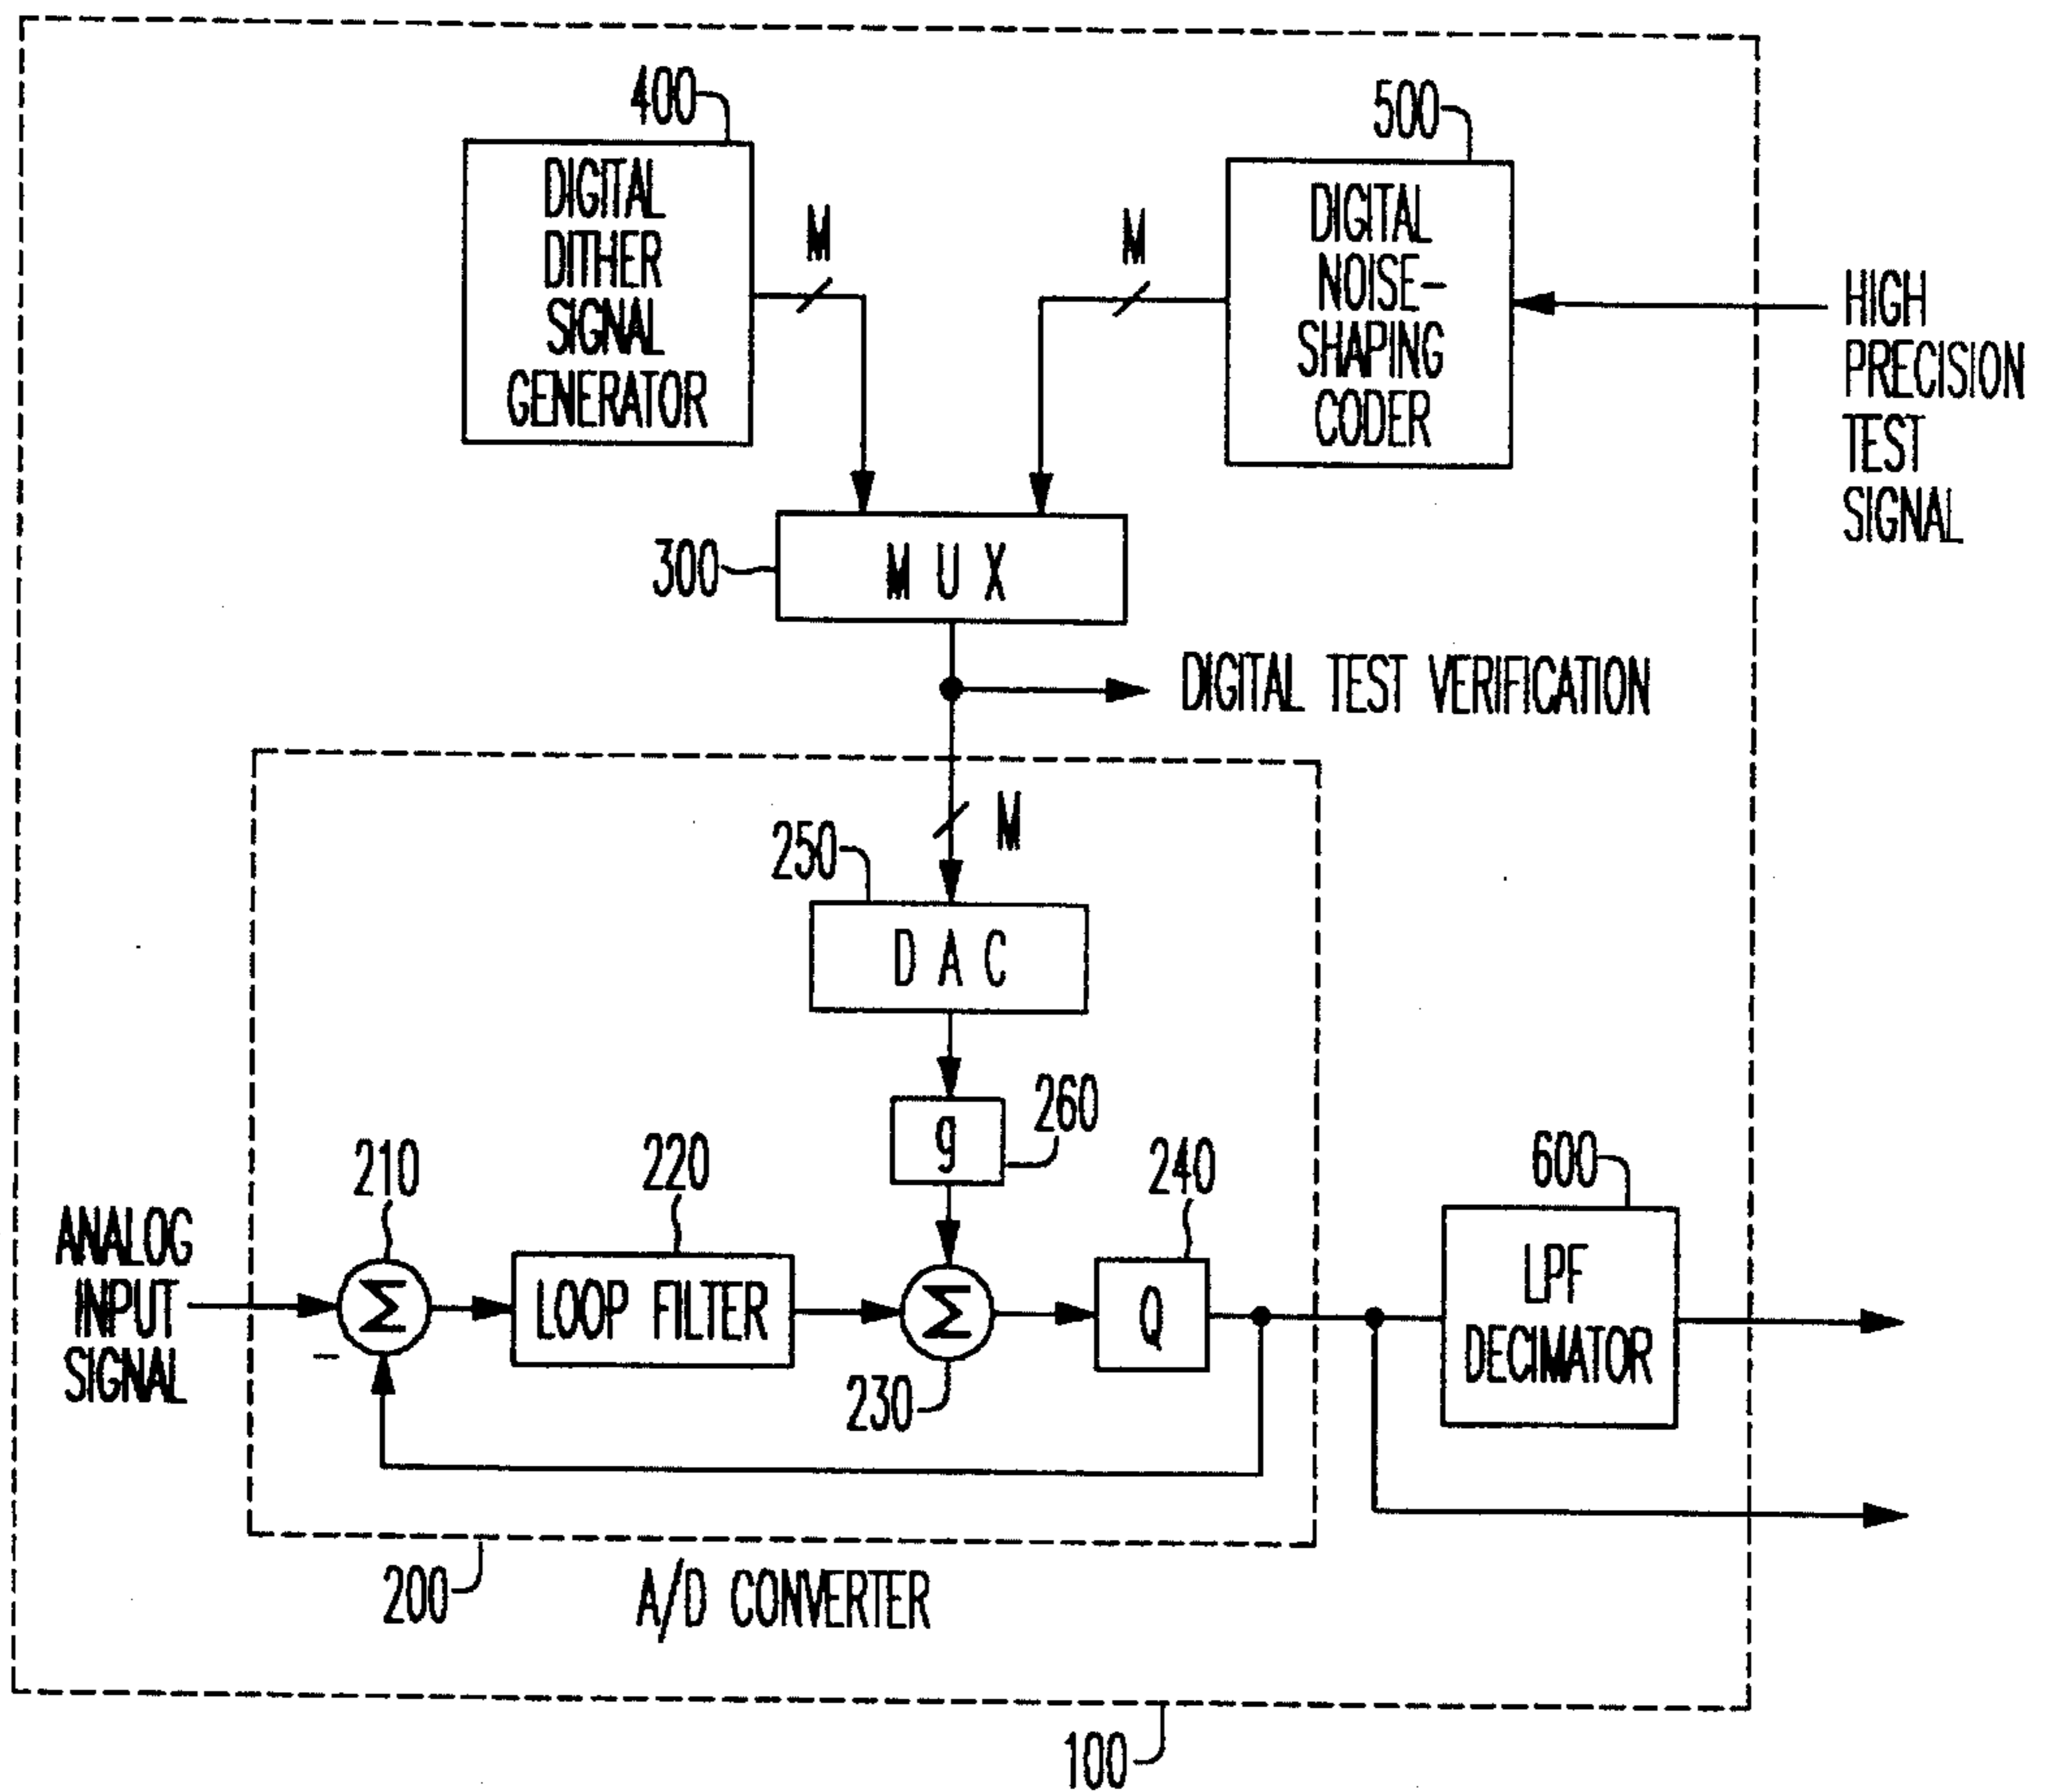 400
DIGITAL
DITHER
SIGNAL
GENERATOR
M
M
500
DIGITAL
NOISE-
SHAPING
CODER
HIGH
PRECISION
TEST
SIGNAL
300
M U X
DIGITAL TEST VERIFICATION
M
250
D A C
g
260
210
220
240
600
ANALOG
INPUT
SIGNAL
Σ
−
LOOP FILTER
Σ
230
Q
LPF
DECIMATOR
200
A/D CONVERTER
100